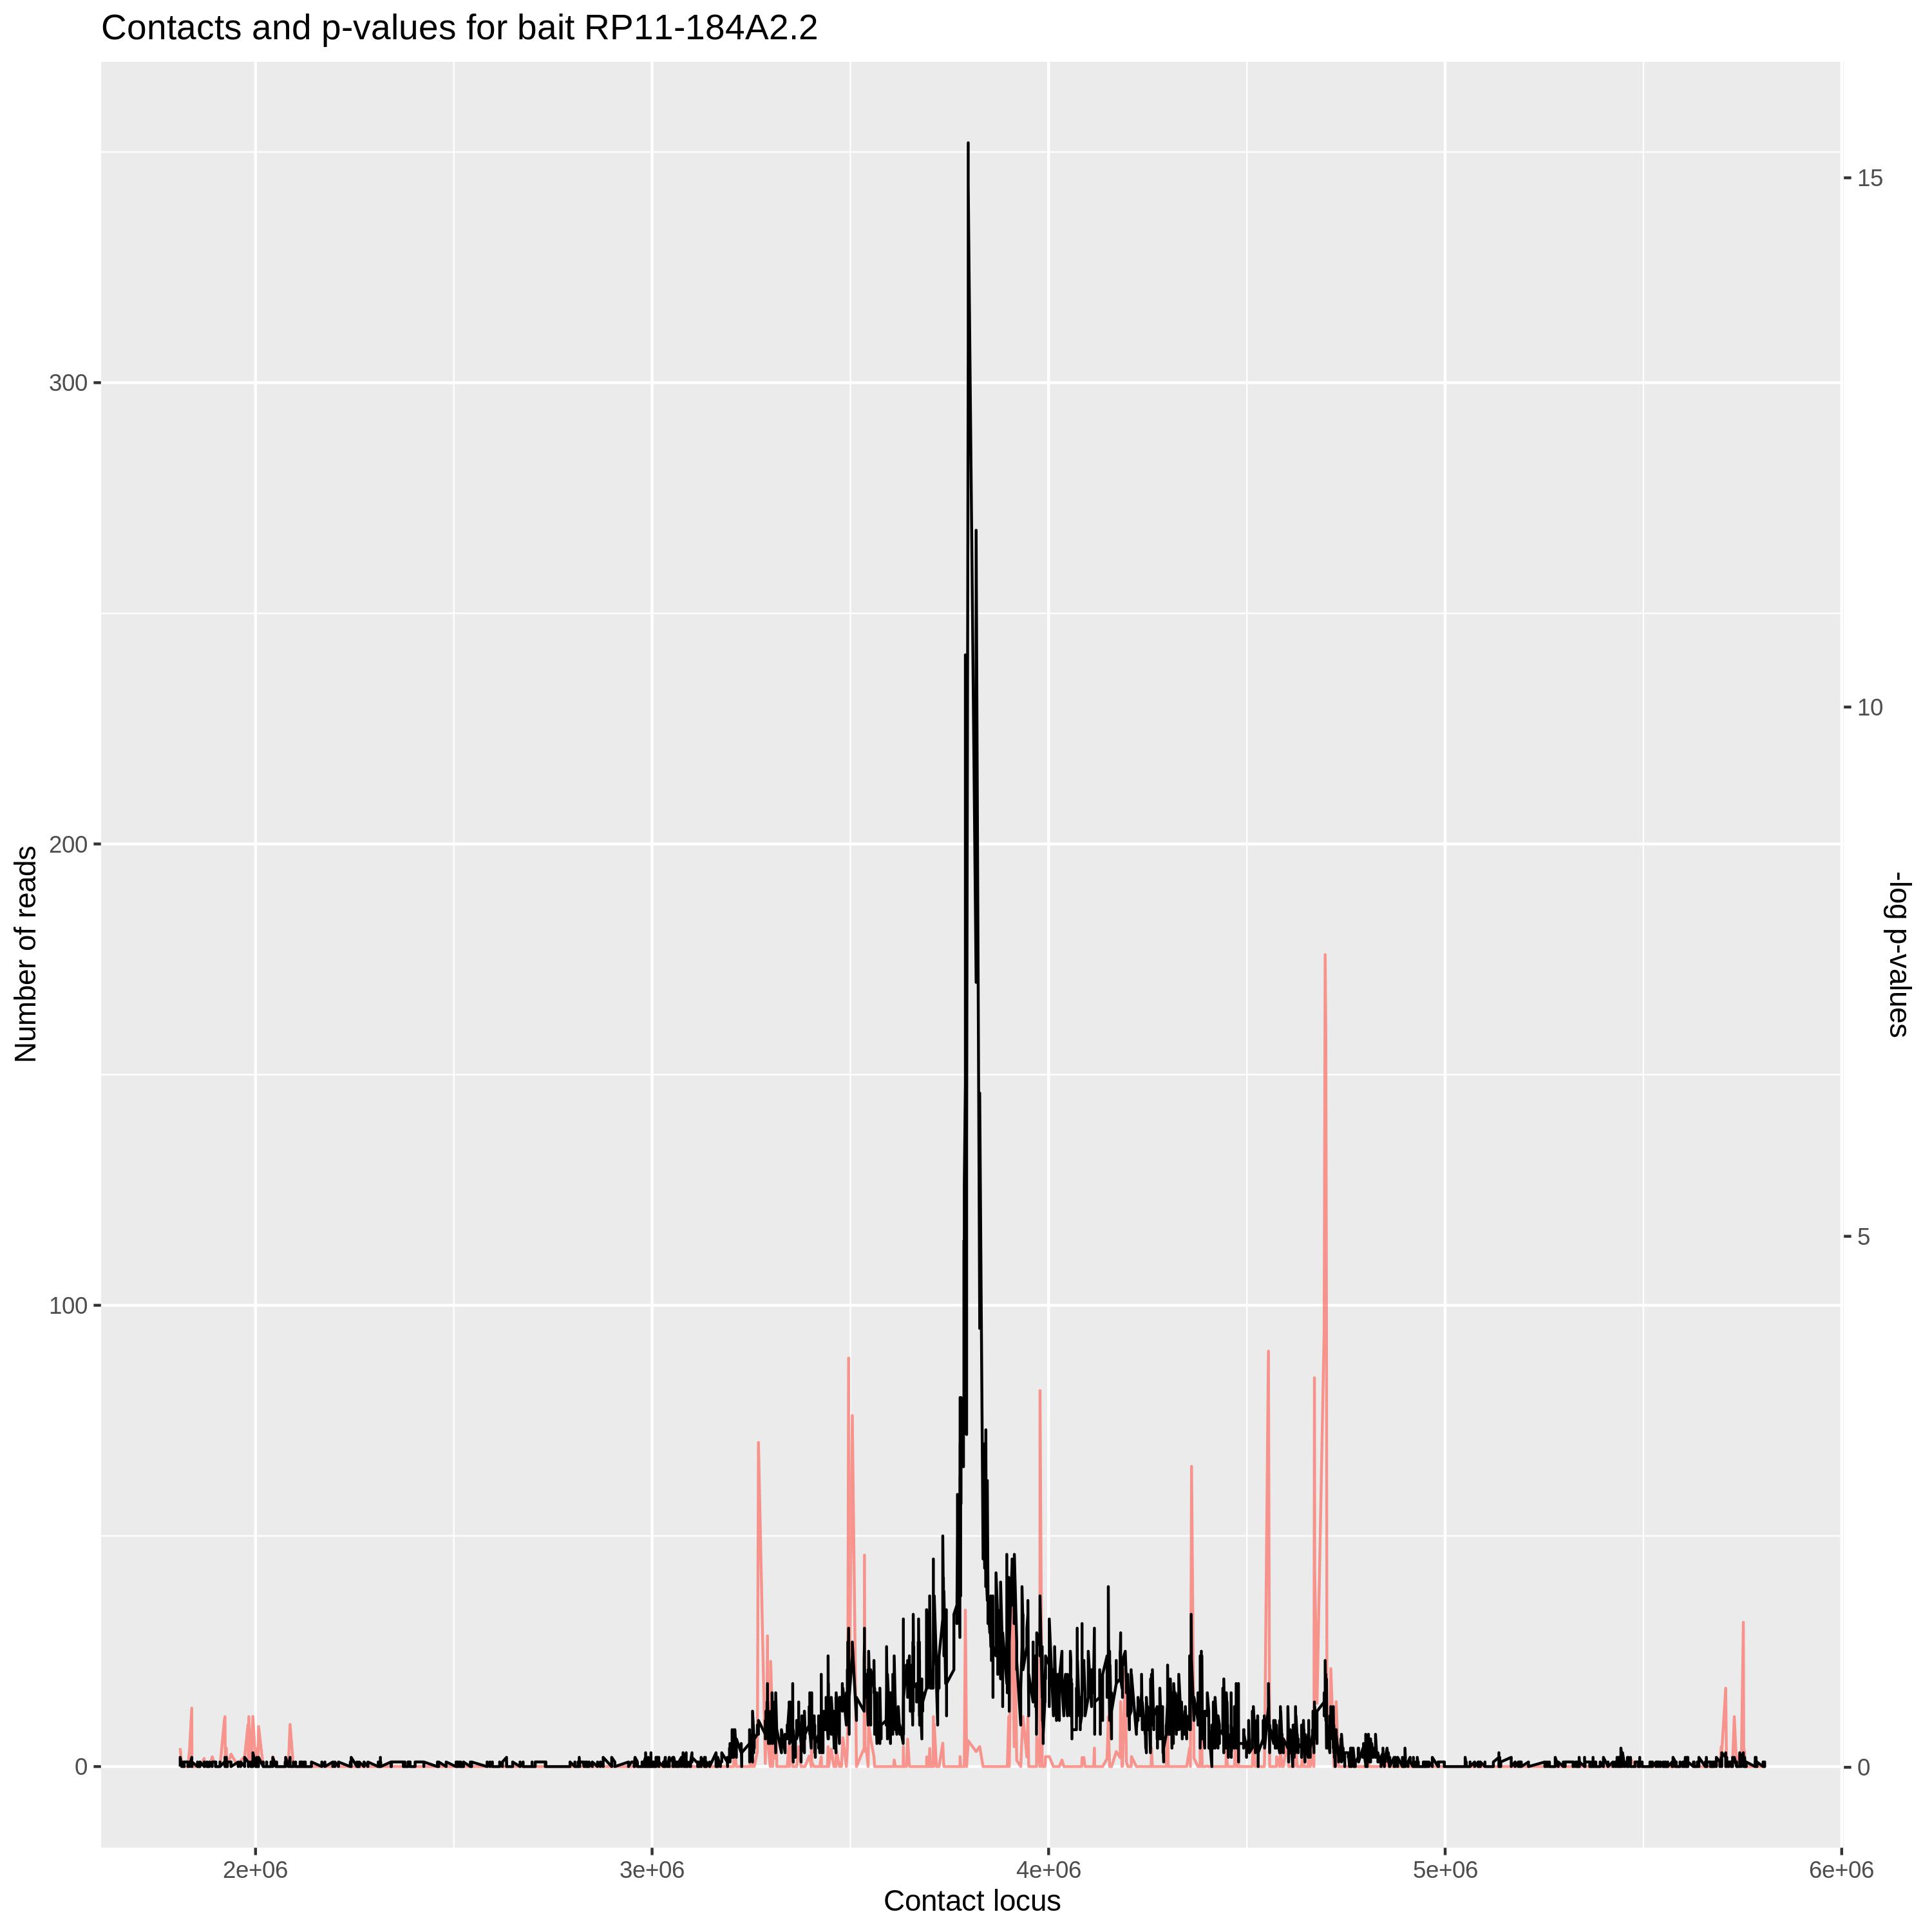 Contacts and p-values for bait RP11-184A2.2
Number of reads
300
200
100
0
15
10
5
0
-log p-values
2e+06
3e+06
4e+06
5e+06
6e+06
Contact locus